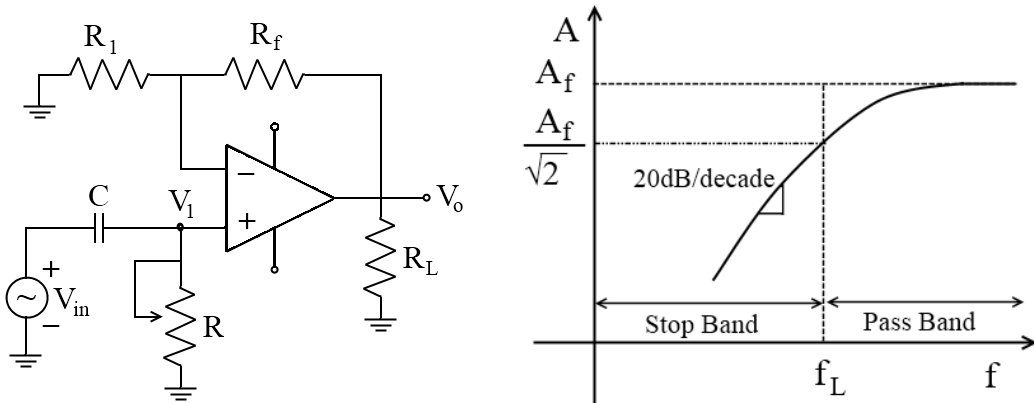 R1
Rf
C
V1
−
+
Vo
RL
+
~
Vin
−
R
A
Af
Af
√2
20dB/decade
Stop Band
Pass Band
fL
f